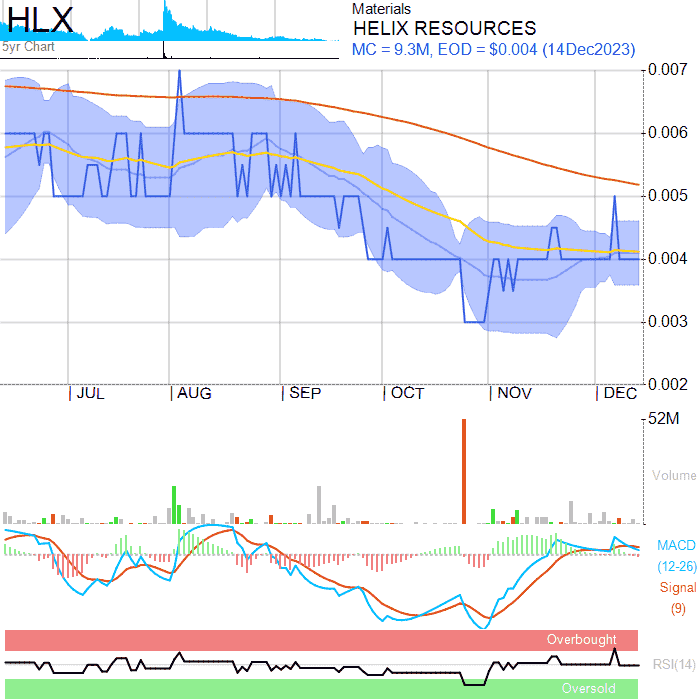 HLX
5yr Chart
Materials
HELIX RESOURCES
MC = 9.3M, EOD = $0.004 (14Dec2023)
0.007
0.006
0.005
0.004
0.003
0.002
JUL
AUG
SEP
OCT
NOV
DEC
52M
Volume
MACD
(12-26)
Signal
(9)
Overbought
RSI(14)
Oversold